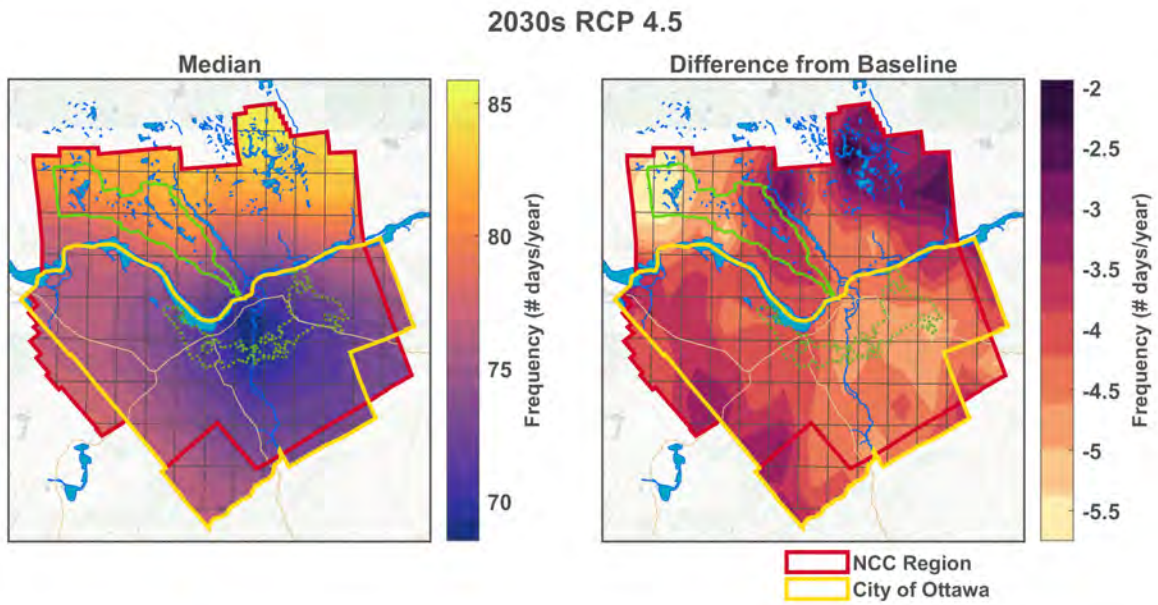 2030s RCP 4.5
Median
Difference from Baseline
85
80
75
70
Frequency (# days/year)
-2
-2.5
-3
-3.5
-4
-4.5
-5
-5.5
Frequency (# days/year)
NCC Region
City of Ottawa